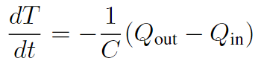 dT/dt = −1/C (Q_out − Q_in)